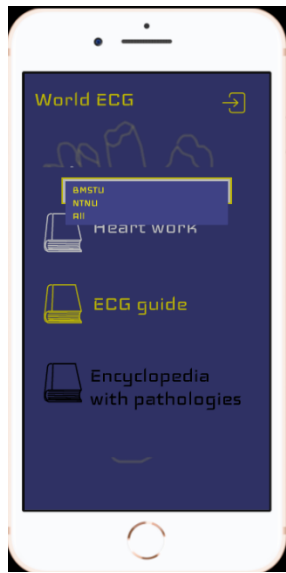 World ECG
BMSTU
NTNU
All
Heart work
ECG guide
Encyclopedia
with pathologies